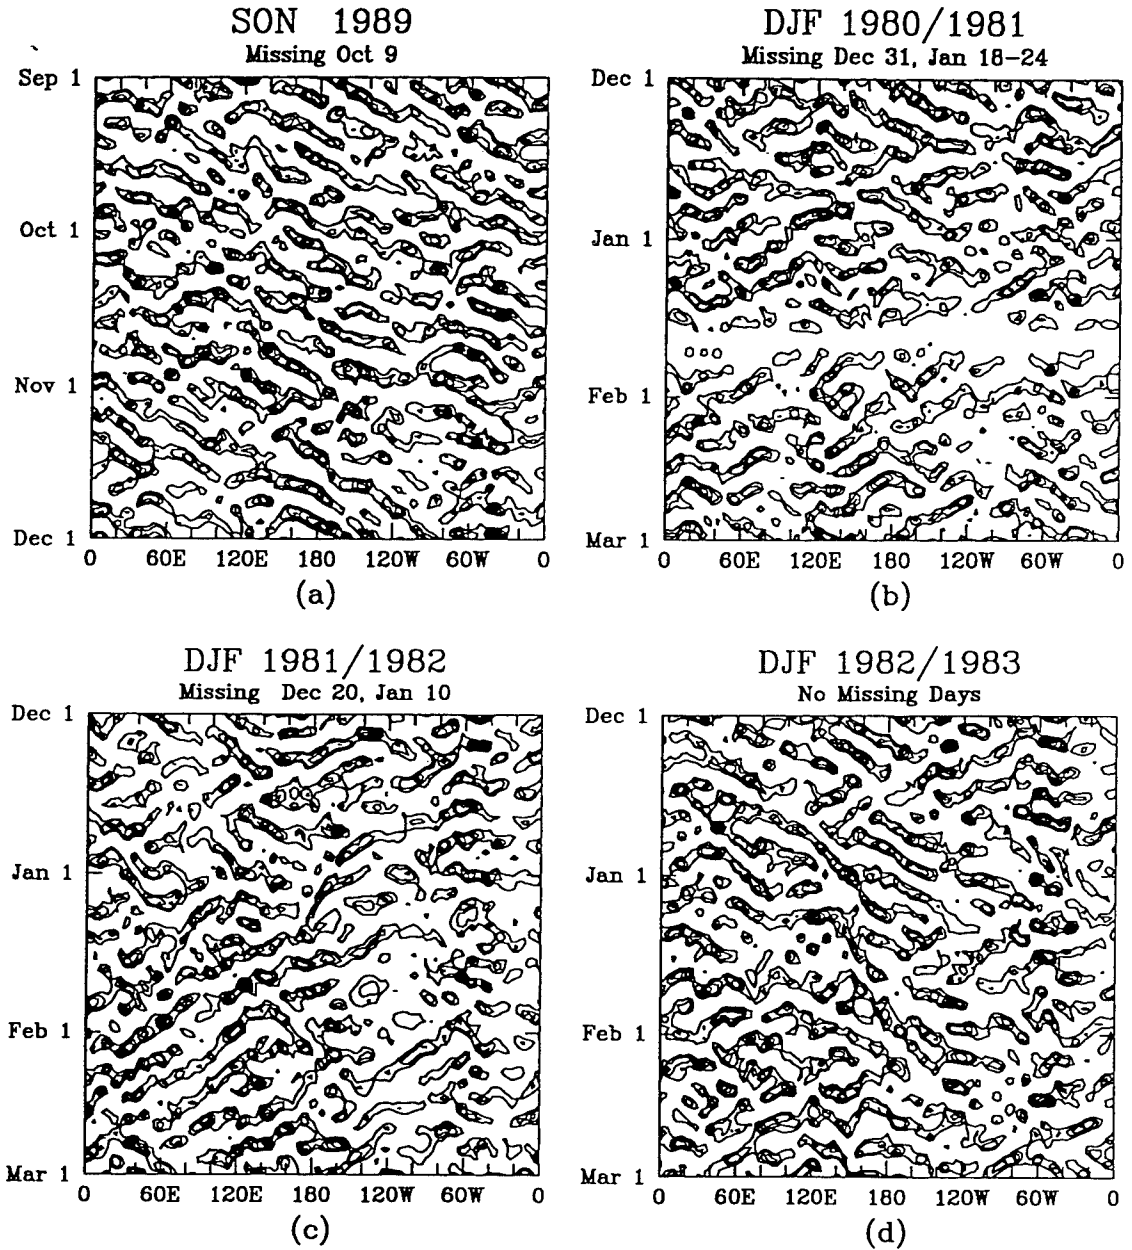 SON 1989
Missing Oct 9
Sep 1
Oct 1
Nov 1
Dec 1
0 60E 120E 180 120W 60W 0
(a)
DJF 1980/1981
Missing Dec 31, Jan 18-24
Dec 1
Jan 1
Feb 1
Mar 1
0 60E 120E 180 120W 60W 0
(b)
DJF 1981/1982
Missing Dec 20, Jan 10
Dec 1
Jan 1
Feb 1
Mar 1
0 60E 120E 180 120W 60W 0
(c)
DJF 1982/1983
No Missing Days
Dec 1
Jan 1
Feb 1
Mar 1
0 60E 120E 180 120W 60W 0
(d)